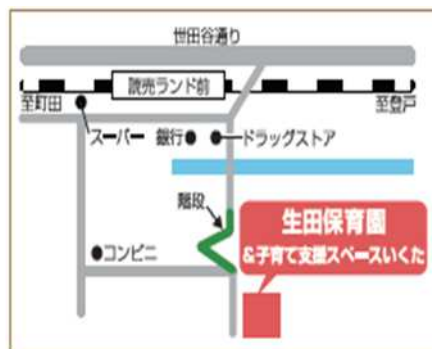 世田谷通り
読売ランド前
至町田
至登戸
スーパー
銀行
ドラッグストア
階段
コンビニ
生田保育園
&子育て支援スペースいくた